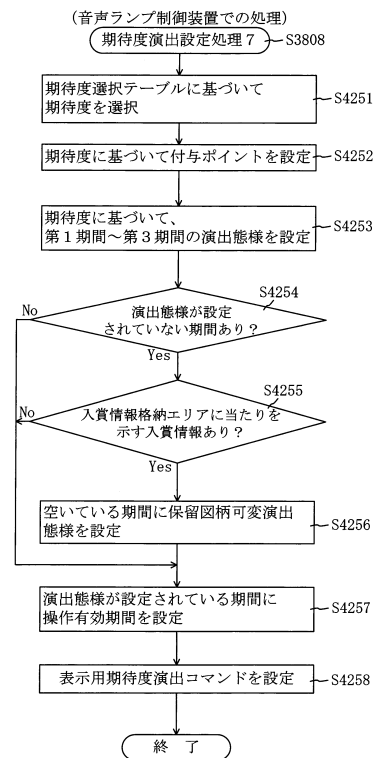 (音声ランプ制御装置での処理)
期待度演出設定処理7
S3808
期待度選択テーブルに基づいて
期待度を選択
S4251
期待度に基づいて付与ポイントを設定
S4252
期待度に基づいて、
第1期間~第3期間の演出態様を設定
S4253
S4254
No
演出態様が設定
されていない期間あり?
Yes
S4255
No
入賞情報格納エリアに当たりを
示す入賞情報あり?
Yes
空いている期間に保留図柄可変演出
態様を設定
S4256
演出態様が設定されている期間に
操作有効期間を設定
S4257
表示用期待度演出コマンドを設定
S4258
終了